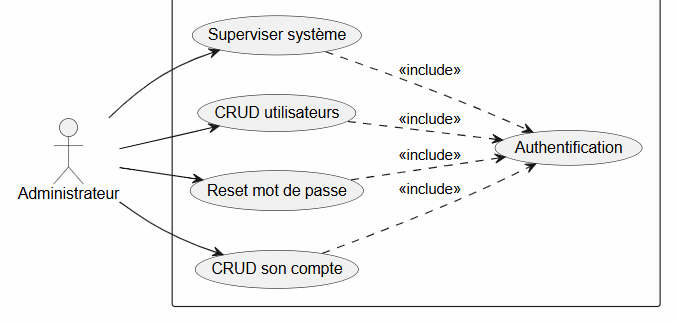 Superviser système
«include»
CRUD utilisateurs
«include»
Authentification
«include»
Reset mot de passe
Administrateur
«include»
CRUD son compte